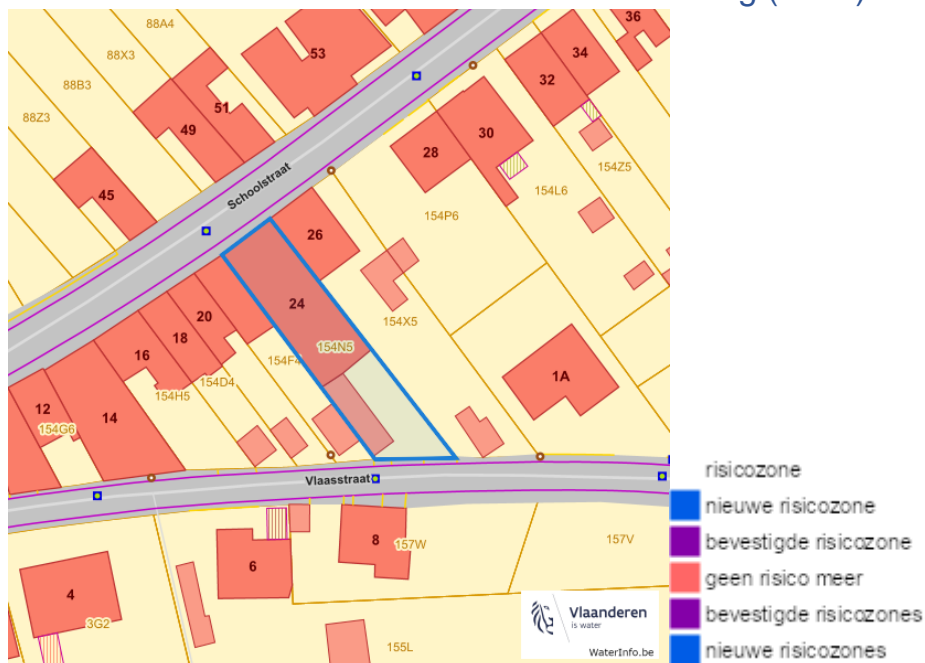 88A4
53
36
88X3
34
88B3
32
51
88Z3
49
30
28
154Z5
Schoolstraat
154L6
45
154P6
26
24
20
154X5
18
154N5
16
154F4
1A
154D4
154H5
12
14
154G6
Vlaasstraat
8
157W
157V
6
4
3G2
155L
Vlaanderen
is water
WaterInfo.be
risicozone
nieuwe risicozone
bevestigde risicozone
geen risico meer
bevestigde risicozones
nieuwe risicozones